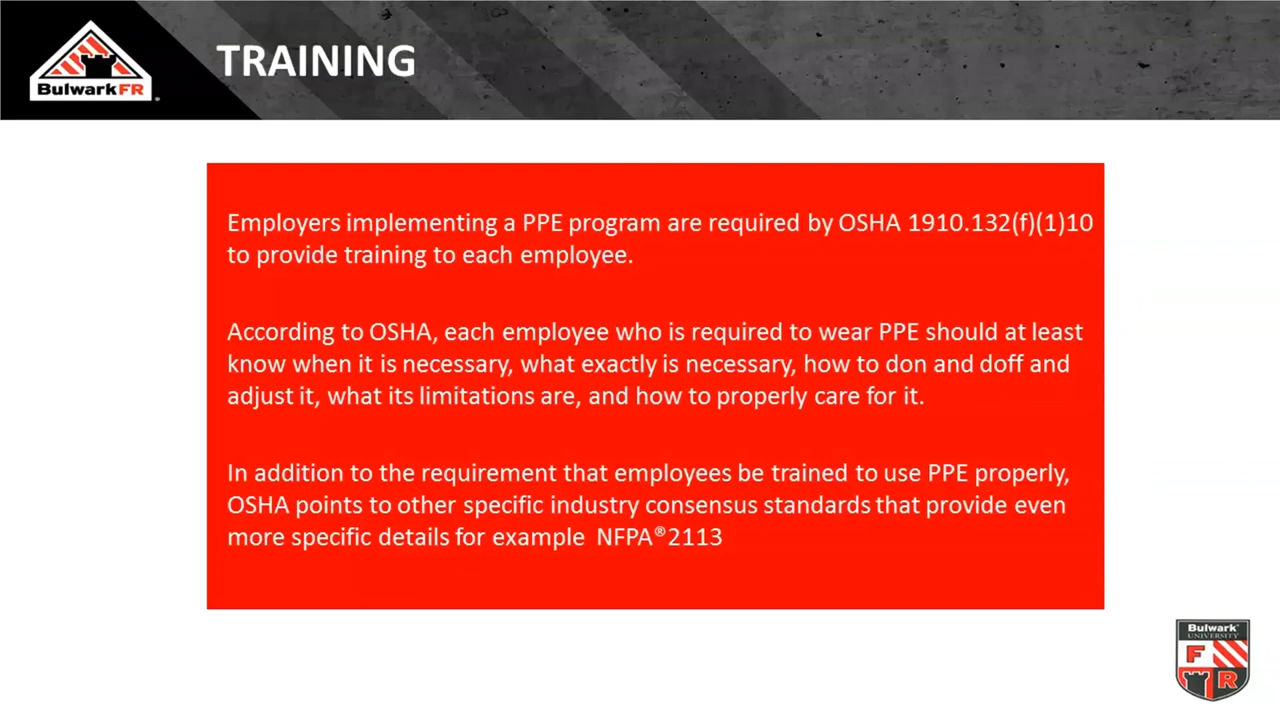 BulwarkFR®
TRAINING
Employers implementing a PPE program are required by OSHA 1910.132(f)(1)10
to provide training to each employee.
According to OSHA, each employee who is required to wear PPE should at least
know when it is necessary, what exactly is necessary, how to don and doff and
adjust it, what its limitations are, and how to properly care for it.
In addition to the requirement that employees be trained to use PPE properly,
OSHA points to other specific industry consensus standards that provide even
more specific details for example NFPA®2113
Bulwark®
UNIVERSITY
F
R